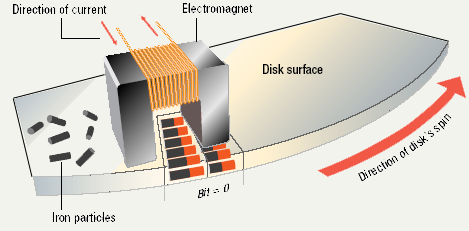 Direction of current
Electromagnet
Disk surface
Direction of disk's spin
Bit = 0
Iron particles